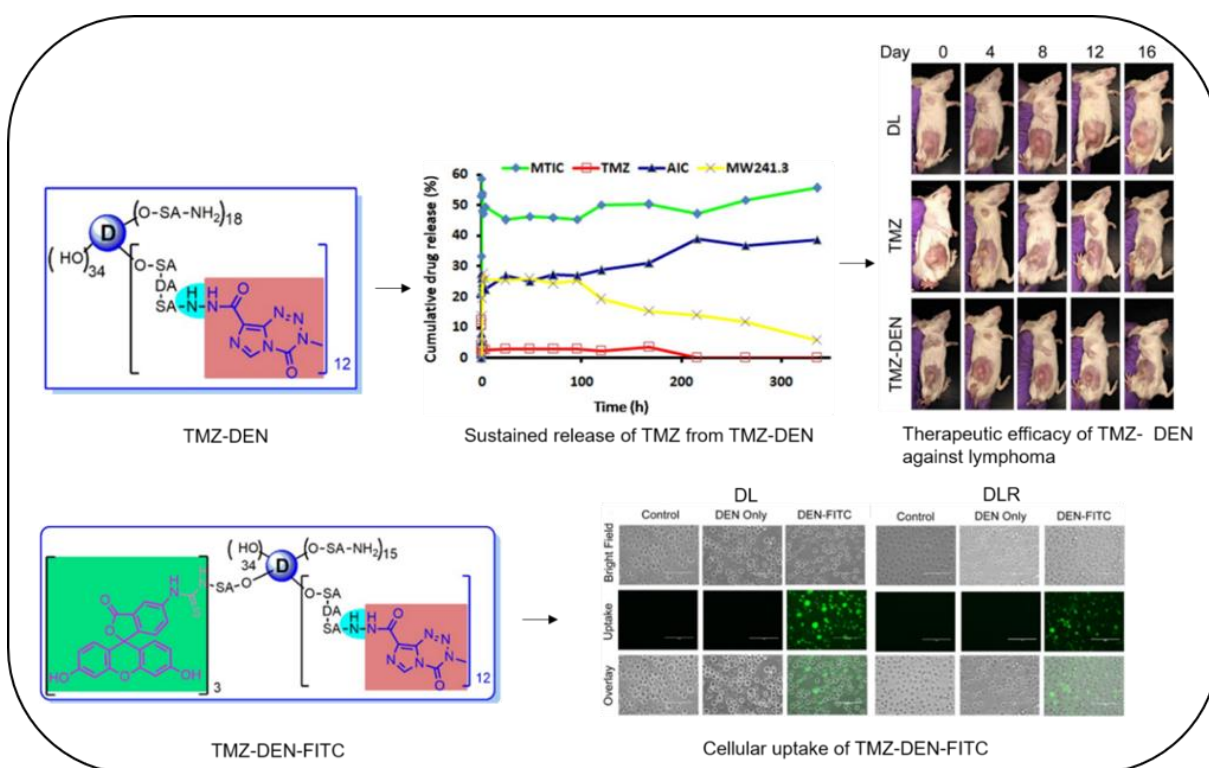 Day 0 4 8 12 16
DL
TMZ
TMZ-DEN
(O-SA-NH₂)₁₈
D
(HO)₃₄
O-SA
DA
SA-N-N
H H
O
N=N
N
N
N
N
O
12
TMZ-DEN
MTIC TMZ AIC MW241.3
Cumulative drug release (%)
60
50
40
30
20
10
0
0 100 200 300
Time (h)
Sustained release of TMZ from TMZ-DEN
Therapeutic efficacy of TMZ- DEN
against lymphoma
(HO)
34
D
(O-SA-NH₂)₁₅
SA-O
O-SA
DA
SA-N-N
H H
O
N=N
N
N
N
N
O
12
H
N
O
O
HO
O
OH
3
TMZ-DEN-FITC
DL DLR
Control DEN Only DEN-FITC Control DEN Only DEN-FITC
Bright Field
Uptake
Overlay
Cellular uptake of TMZ-DEN-FITC